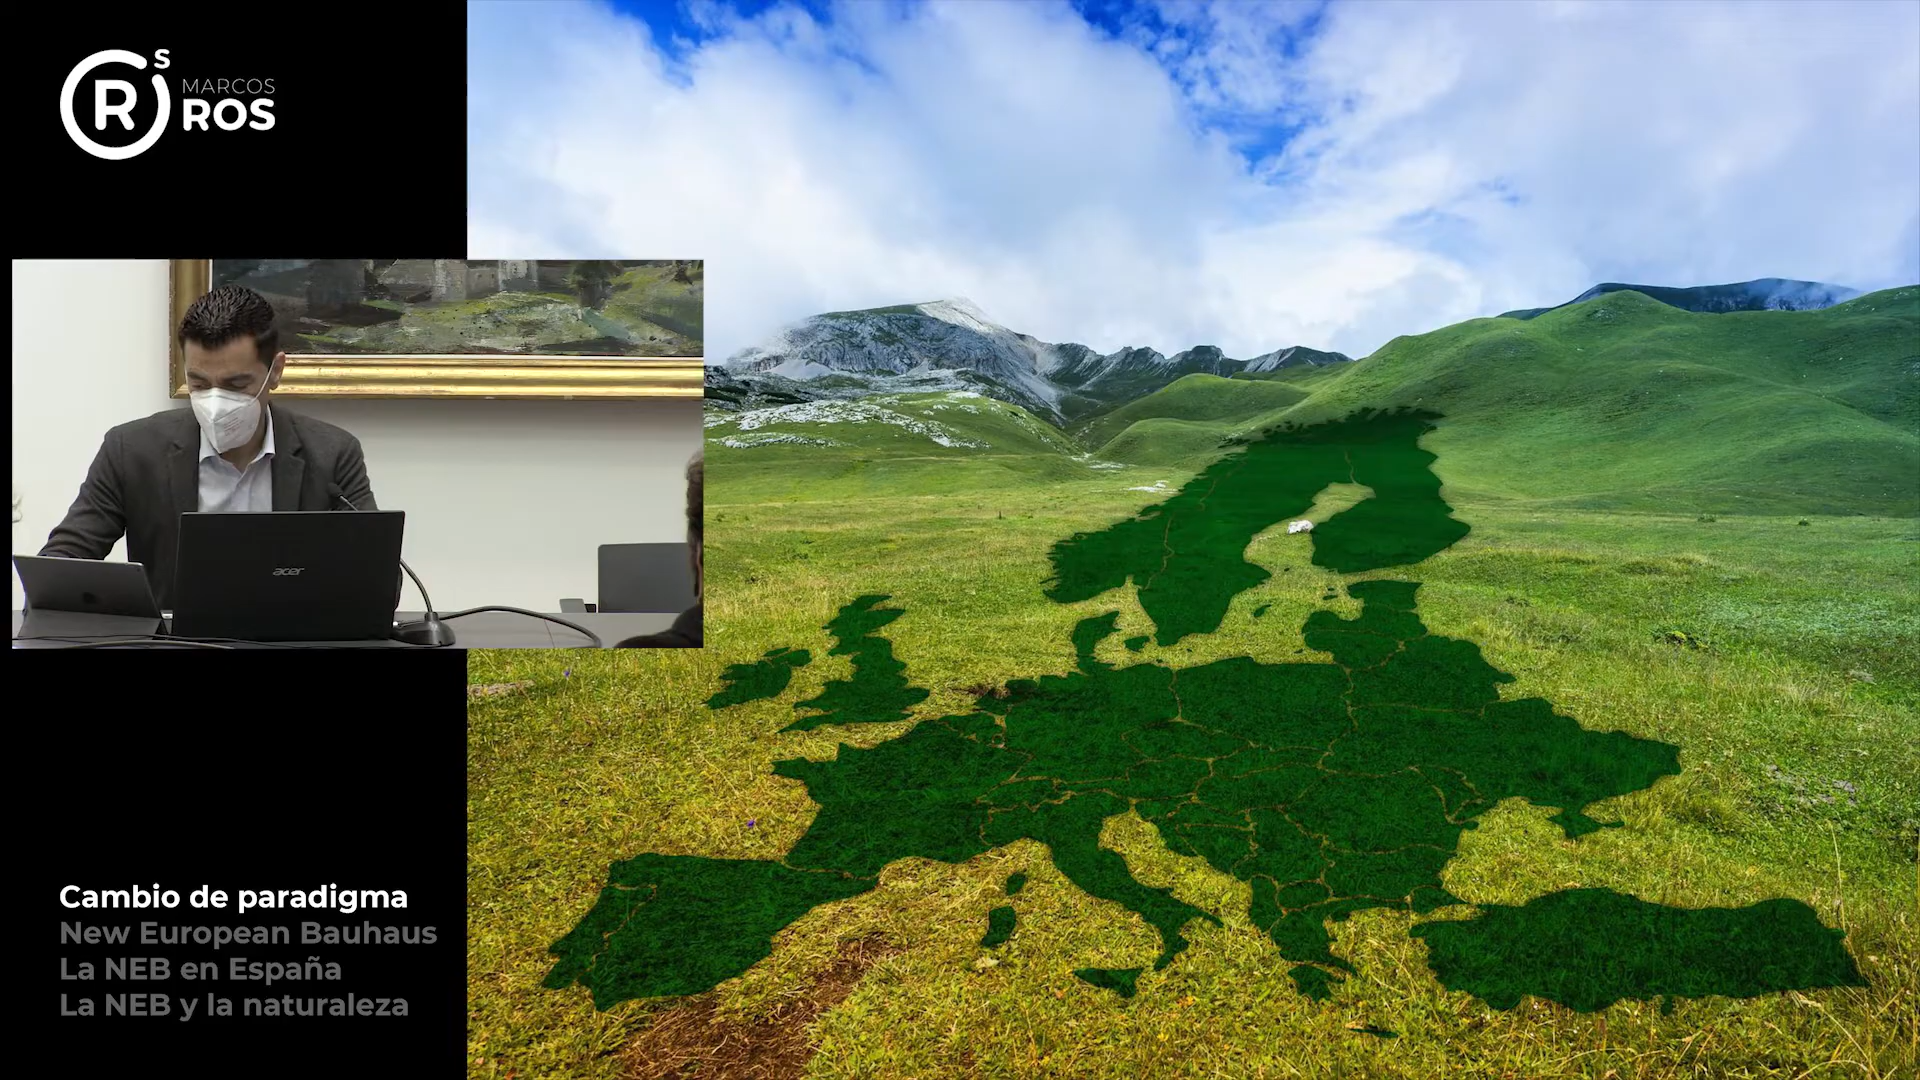 S
R
MARCOS
ROS
acer
Cambio de paradigma
New European Bauhaus
La NEB en España
La NEB y la naturaleza